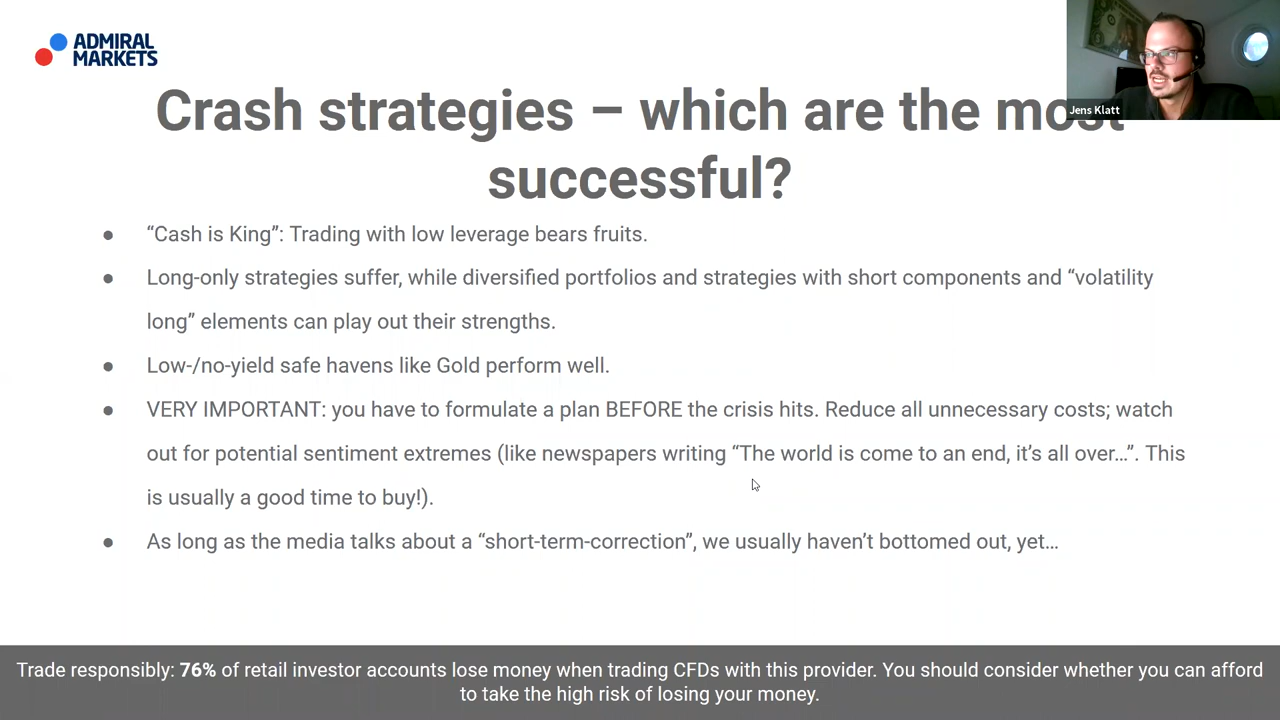 ADMIRAL
MARKETS
Jens Klatt
Crash strategies – which are the most
successful?
● “Cash is King”: Trading with low leverage bears fruits.
● Long-only strategies suffer, while diversified portfolios and strategies with short components and “volatility
long” elements can play out their strengths.
● Low-/no-yield safe havens like Gold perform well.
● VERY IMPORTANT: you have to formulate a plan BEFORE the crisis hits. Reduce all unnecessary costs; watch
out for potential sentiment extremes (like newspapers writing “The world is come to an end, it’s all over…”. This
is usually a good time to buy!).
● As long as the media talks about a “short-term-correction”, we usually haven’t bottomed out, yet…
Trade responsibly: 76% of retail investor accounts lose money when trading CFDs with this provider. You should consider whether you can afford
to take the high risk of losing your money.